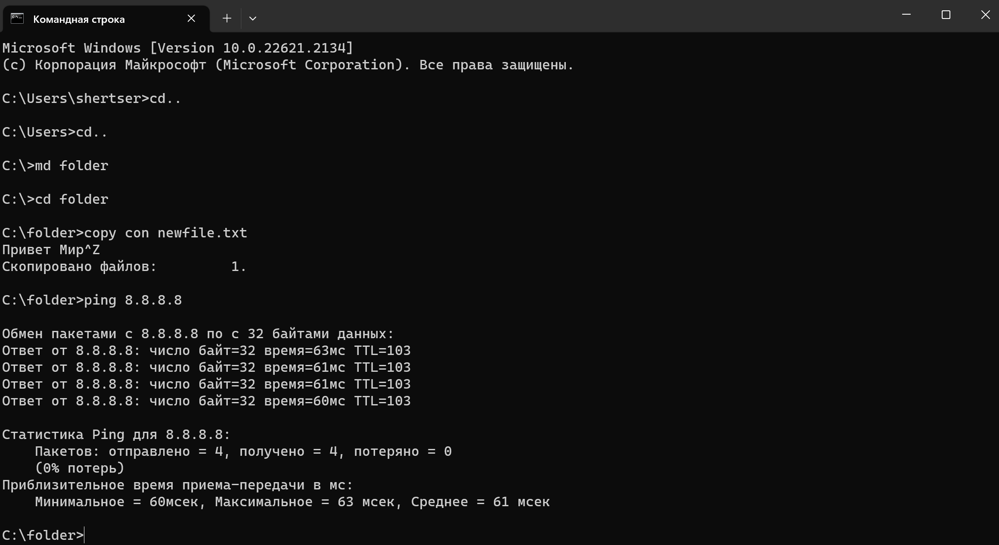 Командная строка
Microsoft Windows [Version 10.0.22621.2134]
(c) Корпорация Майкрософт (Microsoft Corporation). Все права защищены.
C:\Users\shertser>cd..
C:\Users>cd..
C:\>md folder
C:\>cd folder
C:\folder>copy con newfile.txt
Привет Мир^Z
Скопировано файлов:         1.
C:\folder>ping 8.8.8.8
Обмен пакетами с 8.8.8.8 по с 32 байтами данных:
Ответ от 8.8.8.8: число байт=32 время=63мс TTL=103
Ответ от 8.8.8.8: число байт=32 время=61мс TTL=103
Ответ от 8.8.8.8: число байт=32 время=61мс TTL=103
Ответ от 8.8.8.8: число байт=32 время=60мс TTL=103
Статистика Ping для 8.8.8.8:
    Пакетов: отправлено = 4, получено = 4, потеряно = 0
    (0% потерь)
Приблизительное время приема-передачи в мс:
    Минимальное = 60мсек, Максимальное = 63 мсек, Среднее = 61 мсек
C:\folder>